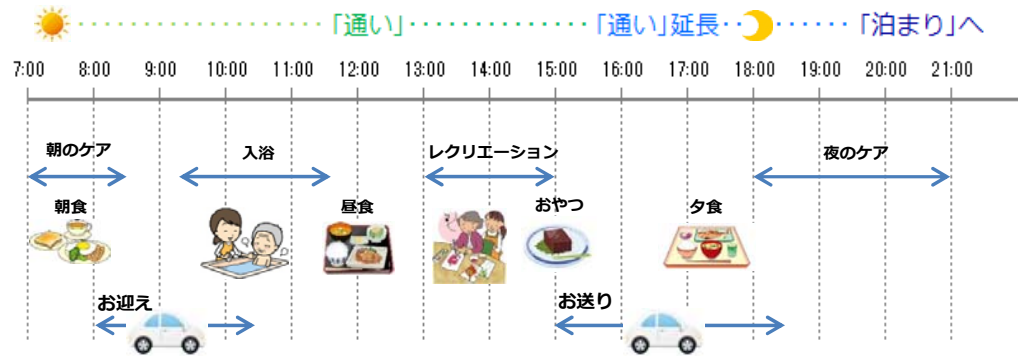 「通い」 「通い」延長 「泊まり」へ
7:00 8:00 9:00 10:00 11:00 12:00 13:00 14:00 15:00 16:00 17:00 18:00 19:00 20:00 21:00
朝のケア 入浴 レクリエーション 夜のケア
朝食 昼食 おやつ 夕食
お迎え お送り